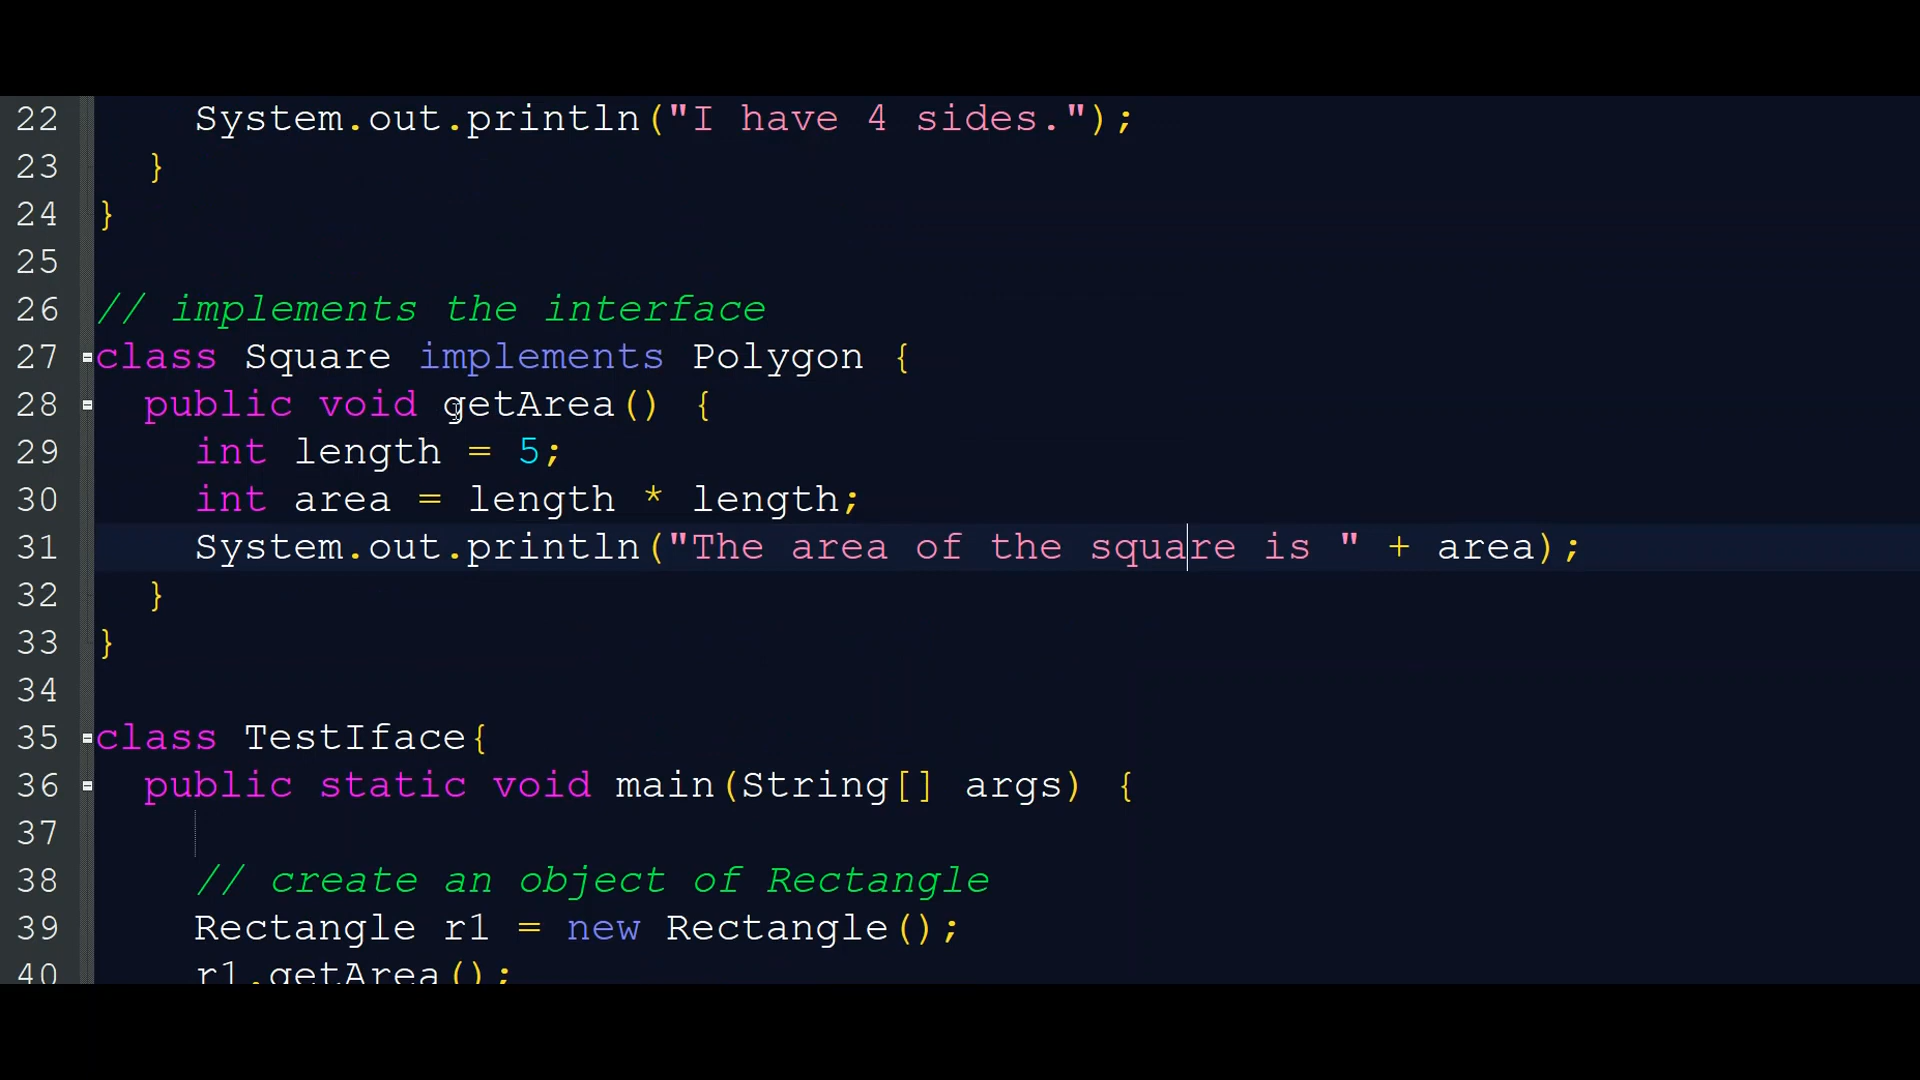 22 System.out.println("I have 4 sides.");
23 }
24 }
25
26 // implements the interface
27 class Square implements Polygon {
28 public void getArea() {
29 int length = 5;
30 int area = length * length;
31 System.out.println("The area of the square is " + area);
32 }
33 }
34
35 class TestIface{
36 public static void main(String[] args) {
37
38 // create an object of Rectangle
39 Rectangle r1 = new Rectangle();
40 r1.getArea();